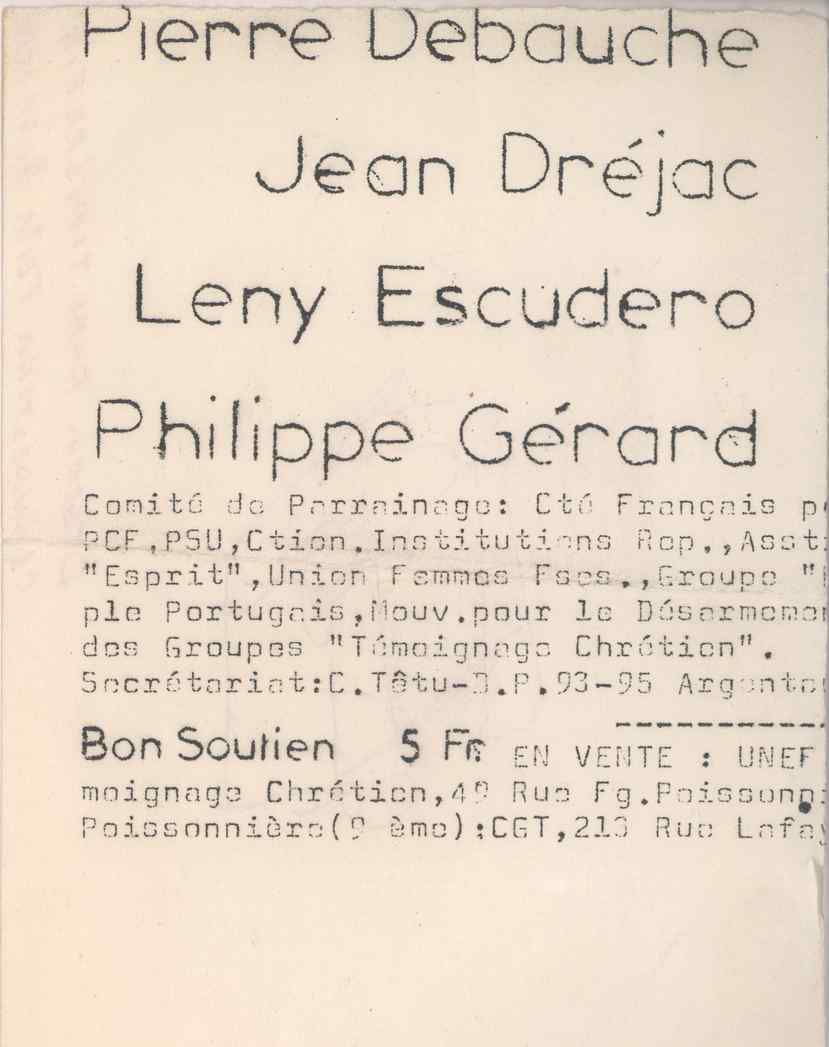 Pierre Debauche
Jean Dréjac
Leny Escudero
Philippe Gérard
Comité de Parrainage: Cté Français
PCF,PSU,Ction.Institutions Rep.,
"Esprit",Union Femmes Fses.,Groupe
ple Portugais,Mouv.pour le
des Groupes "Témoignage Chrétien".
Secrétariat:C.Têtu-B.P.93-95
Bon Soutien 5 Fr EN VENTE : UNEF
moignage Chrétien,49 Rue Fg.
Poissonnière(9 ème):CGT,213 Rue